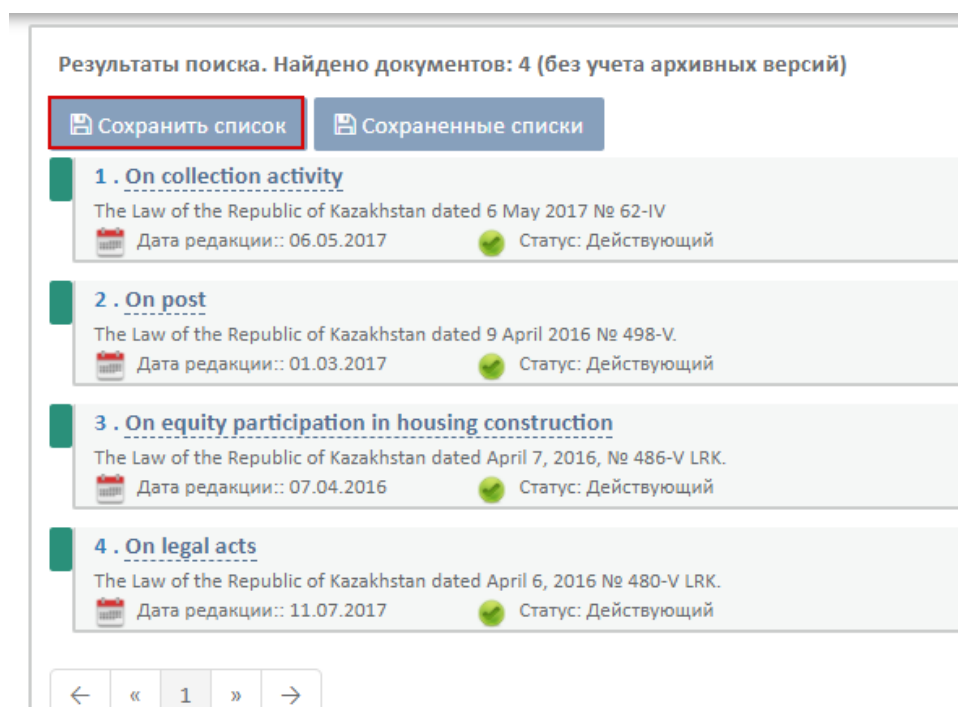 Результаты поиска. Найдено документов: 4 (без учета архивных версий)
Сохранить список Сохраненные списки
1 . On collection activity
The Law of the Republic of Kazakhstan dated 6 May 2017 № 62-IV
Дата редакции:: 06.05.2017 Статус: Действующий
2 . On post
The Law of the Republic of Kazakhstan dated 9 April 2016 № 498-V.
Дата редакции:: 01.03.2017 Статус: Действующий
3 . On equity participation in housing construction
The Law of the Republic of Kazakhstan dated April 7, 2016, № 486-V LRK.
Дата редакции:: 07.04.2016 Статус: Действующий
4 . On legal acts
The Law of the Republic of Kazakhstan dated April 6, 2016 № 480-V LRK.
Дата редакции:: 11.07.2017 Статус: Действующий
← « 1 » →